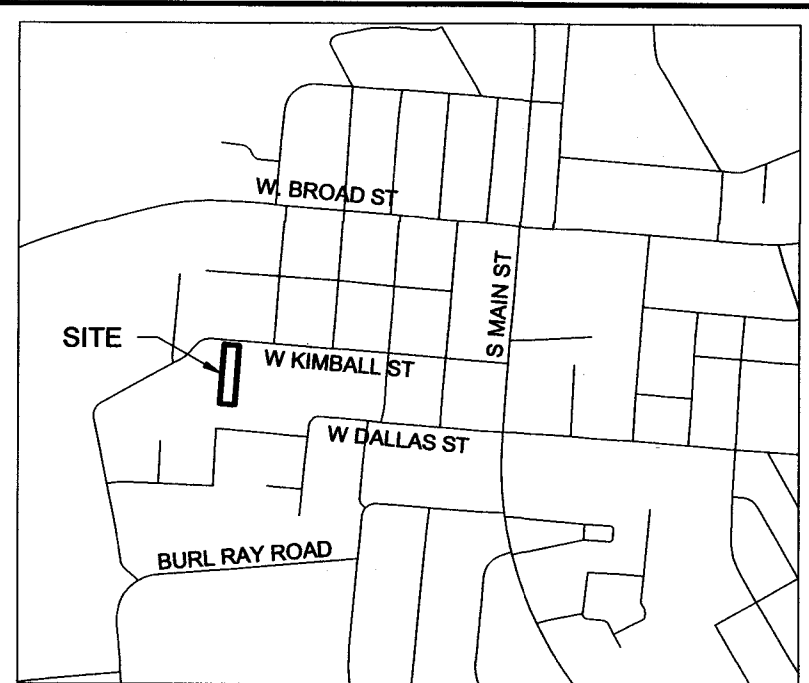 W. BROAD ST
S MAIN ST
SITE
W KIMBALL ST
W DALLAS ST
BURL RAY ROAD